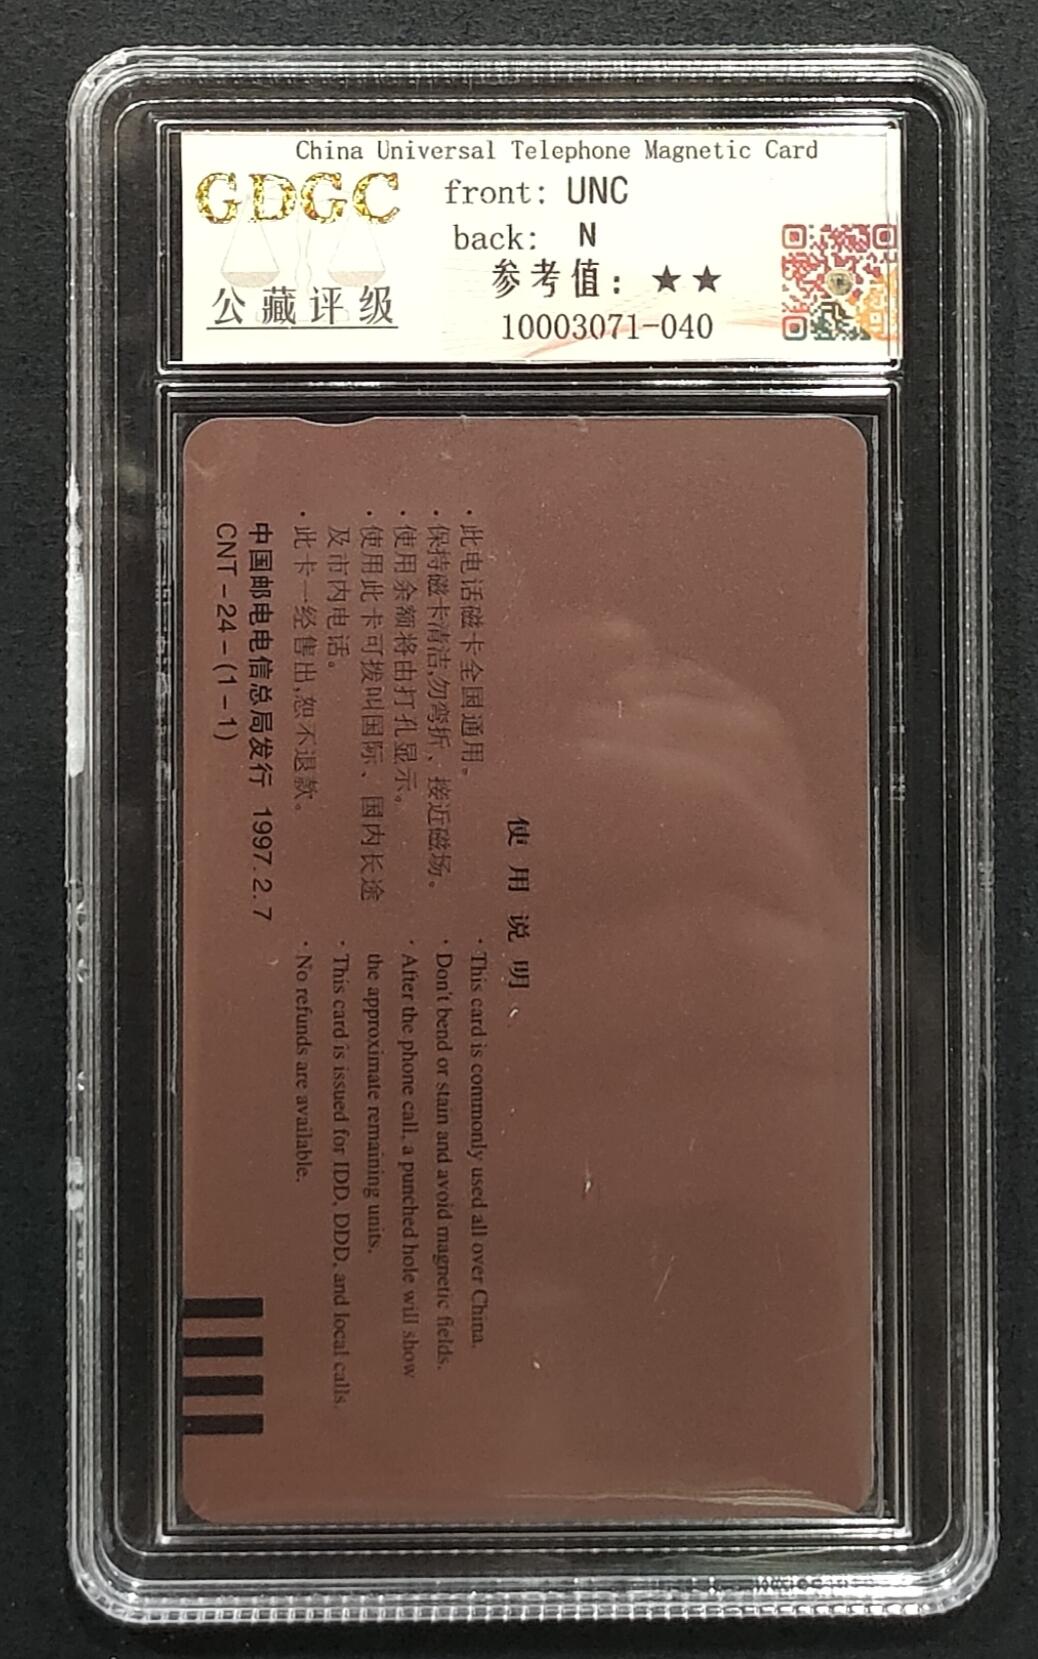 China Universal Telephone Magnetic Card
GDGC
front: UNC
back: N
公藏评级
参考值：★★
10003071-040
使用说明
·此电话磁卡全国通用。
·保持磁卡清洁,勿弯折、接近磁场。
·使用余额将由打孔显示。
·使用此卡可拨叫国际、国内长途
及市内电话。
·此卡一经售出,恕不退款。
中国邮电电信总局发行 1997.2.7
CNT-24-(1-1)
·This card is commonly used all over China.
·Don't bend or stain and avoid magnetic fields.
·After the phone call, a punched hole will show
the approximate remaining units.
·This card is issued for IDD, DDD, and local calls.
·No refunds are available.